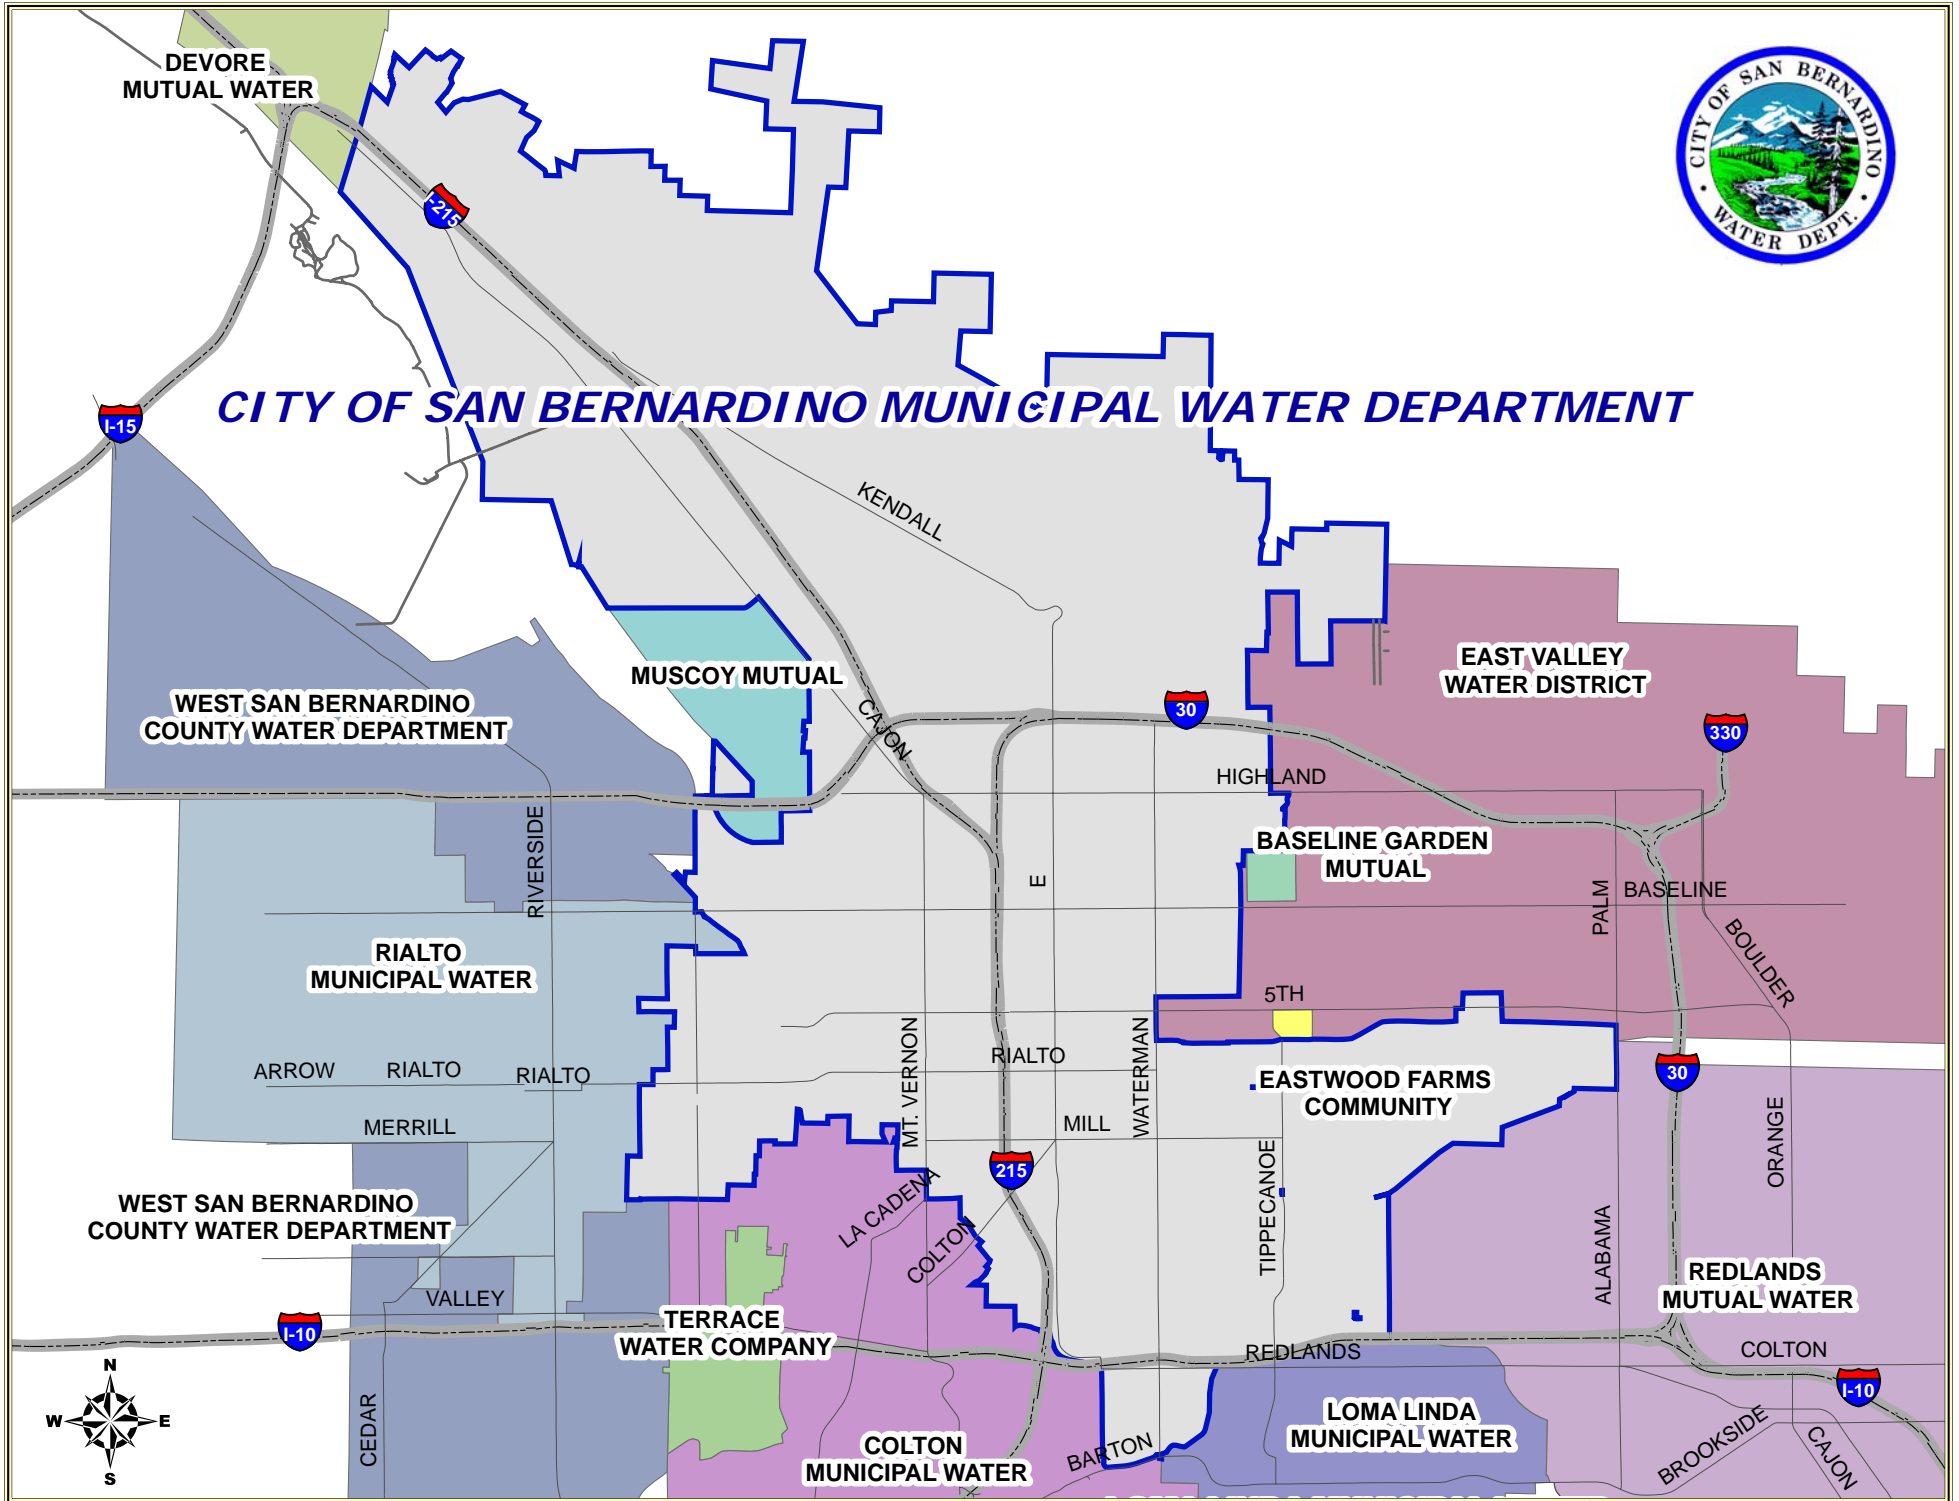 DEVORE
MUTUAL WATER
CITY OF SAN BERNARDINO
WATER DEPT.
I-215
CITY OF SAN BERNARDINO MUNICIPAL WATER DEPARTMENT
I-15
KENDALL
MUSCOY MUTUAL
EAST VALLEY
WATER DISTRICT
WEST SAN BERNARDINO
COUNTY WATER DEPARTMENT
CAJON
30
330
HIGHLAND
RIVERSIDE
BASELINE GARDEN
MUTUAL
E
PALM
BASELINE
RIALTO
MUNICIPAL WATER
BOULDER
5TH
MT. VERNON
WATERMAN
RIALTO
ARROW
RIALTO
RIALTO
30
EASTWOOD FARMS
COMMUNITY
MERRILL
MILL
ORANGE
215
TIPPECANOE
LA CADENA
COLTON
WEST SAN BERNARDINO
COUNTY WATER DEPARTMENT
ALABAMA
REDLANDS
MUTUAL WATER
VALLEY
I-10
TERRACE
WATER COMPANY
REDLANDS
COLTON
I-10
N
W
E
S
CEDAR
LOMA LINDA
MUNICIPAL WATER
COLTON
MUNICIPAL WATER
BARTON
BROOKSIDE
CAJON